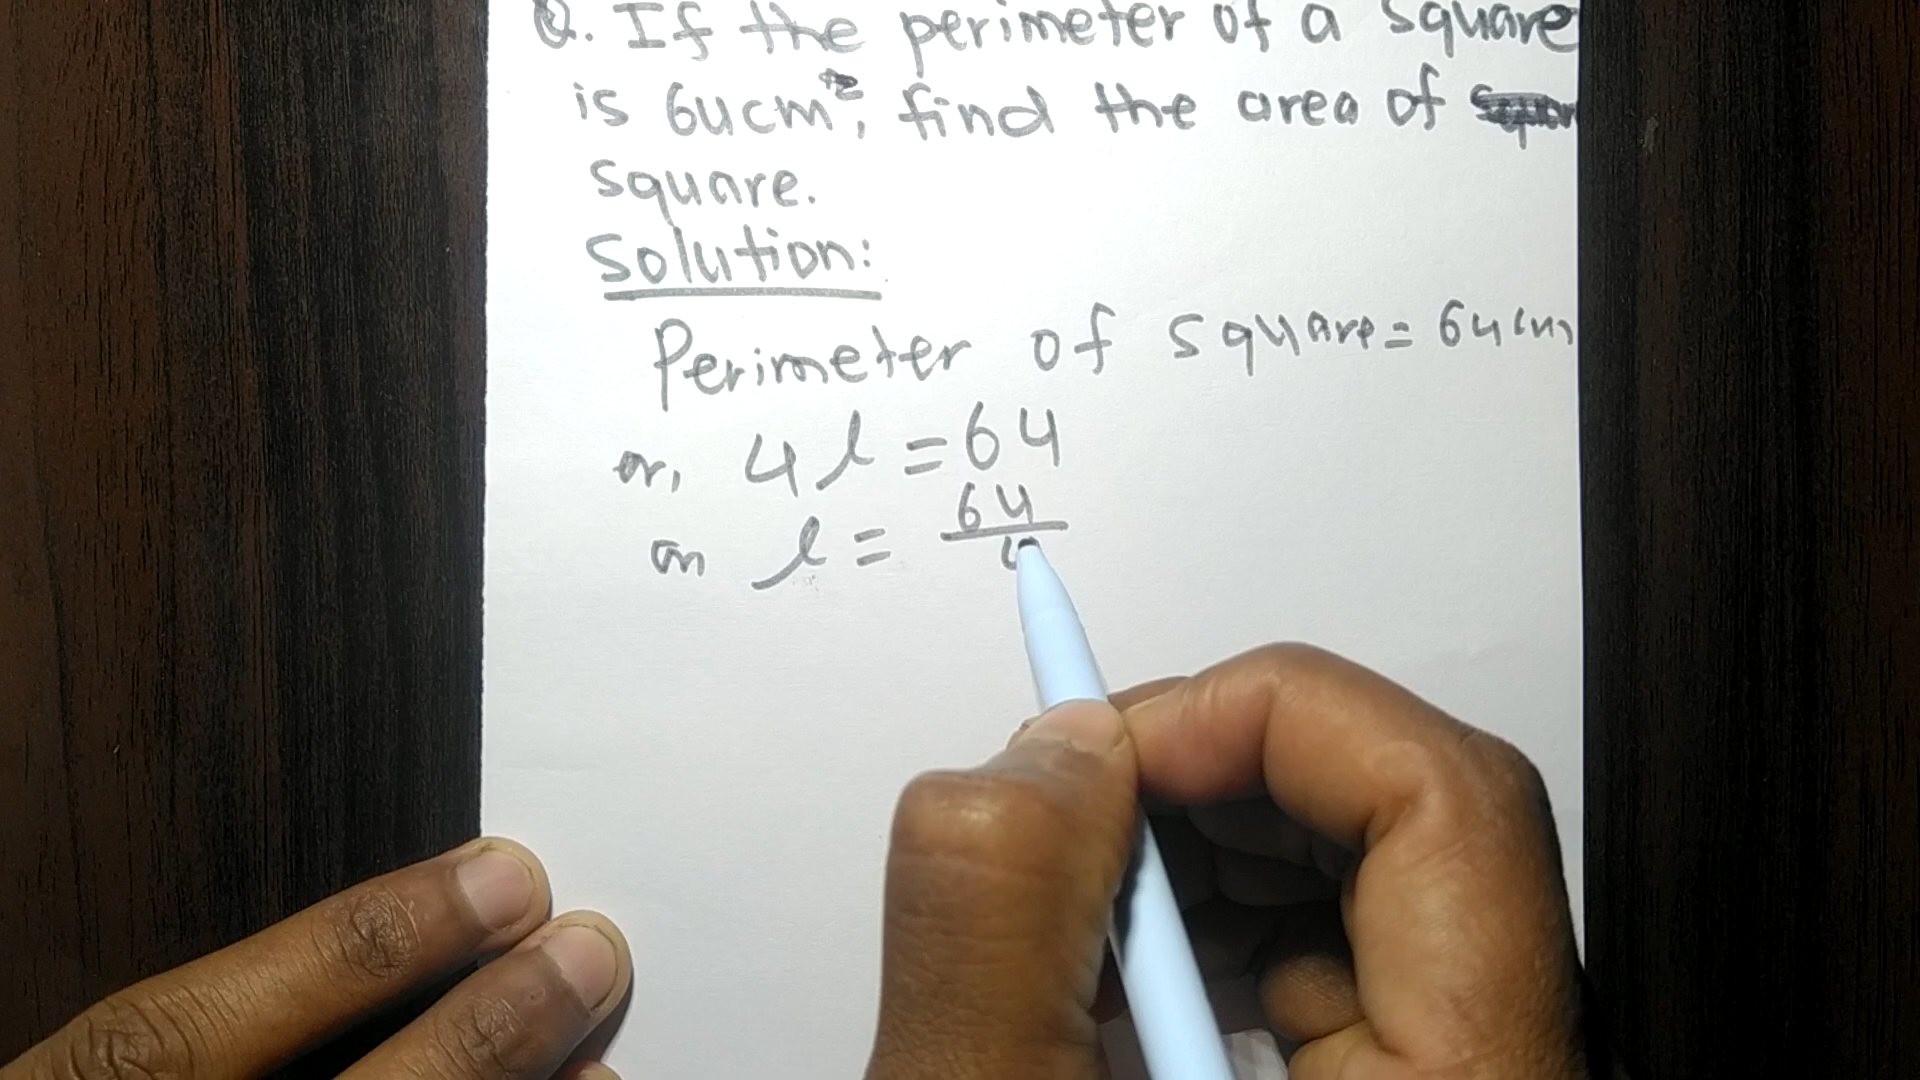 Q. If the perimeter of a square
is 64cm², find the area of
square.
Solution:
Perimeter of square = 64cm
or, 4l = 64
or l = 64/4